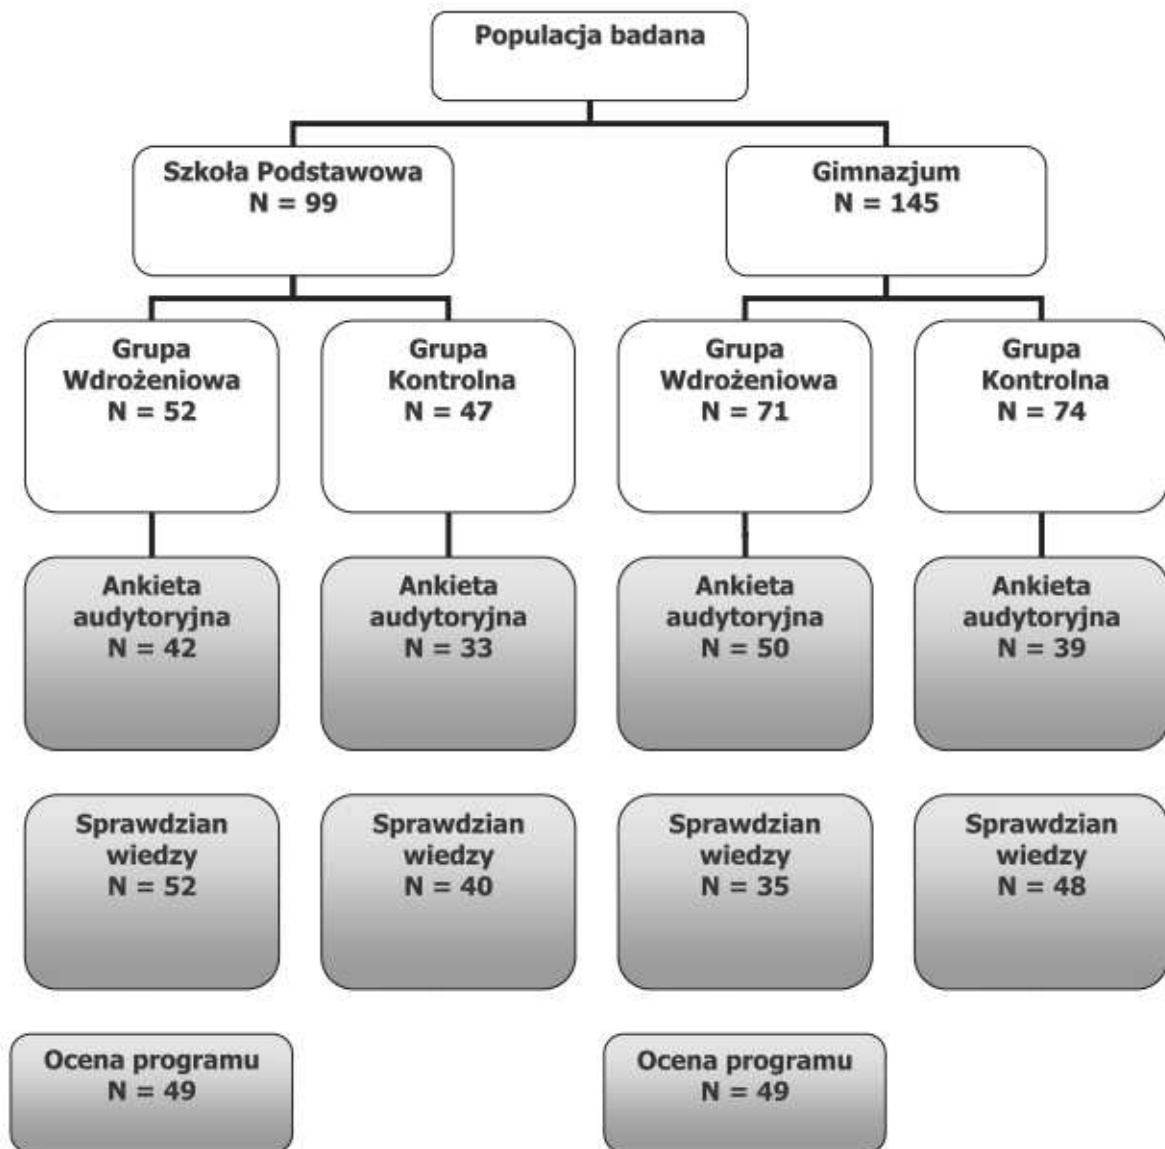 Populacja badana
Szkoła Podstawowa
N = 99
Gimnazjum
N = 145
Grupa
Wdrożeniowa
N = 52
Grupa
Kontrolna
N = 47
Grupa
Wdrożeniowa
N = 71
Grupa
Kontrolna
N = 74
Ankieta
audytoryjna
N = 42
Ankieta
audytoryjna
N = 33
Ankieta
audytoryjna
N = 50
Ankieta
audytoryjna
N = 39
Sprawdzian
wiedzy
N = 52
Sprawdzian
wiedzy
N = 40
Sprawdzian
wiedzy
N = 35
Sprawdzian
wiedzy
N = 48
Ocena programu
N = 49
Ocena programu
N = 49